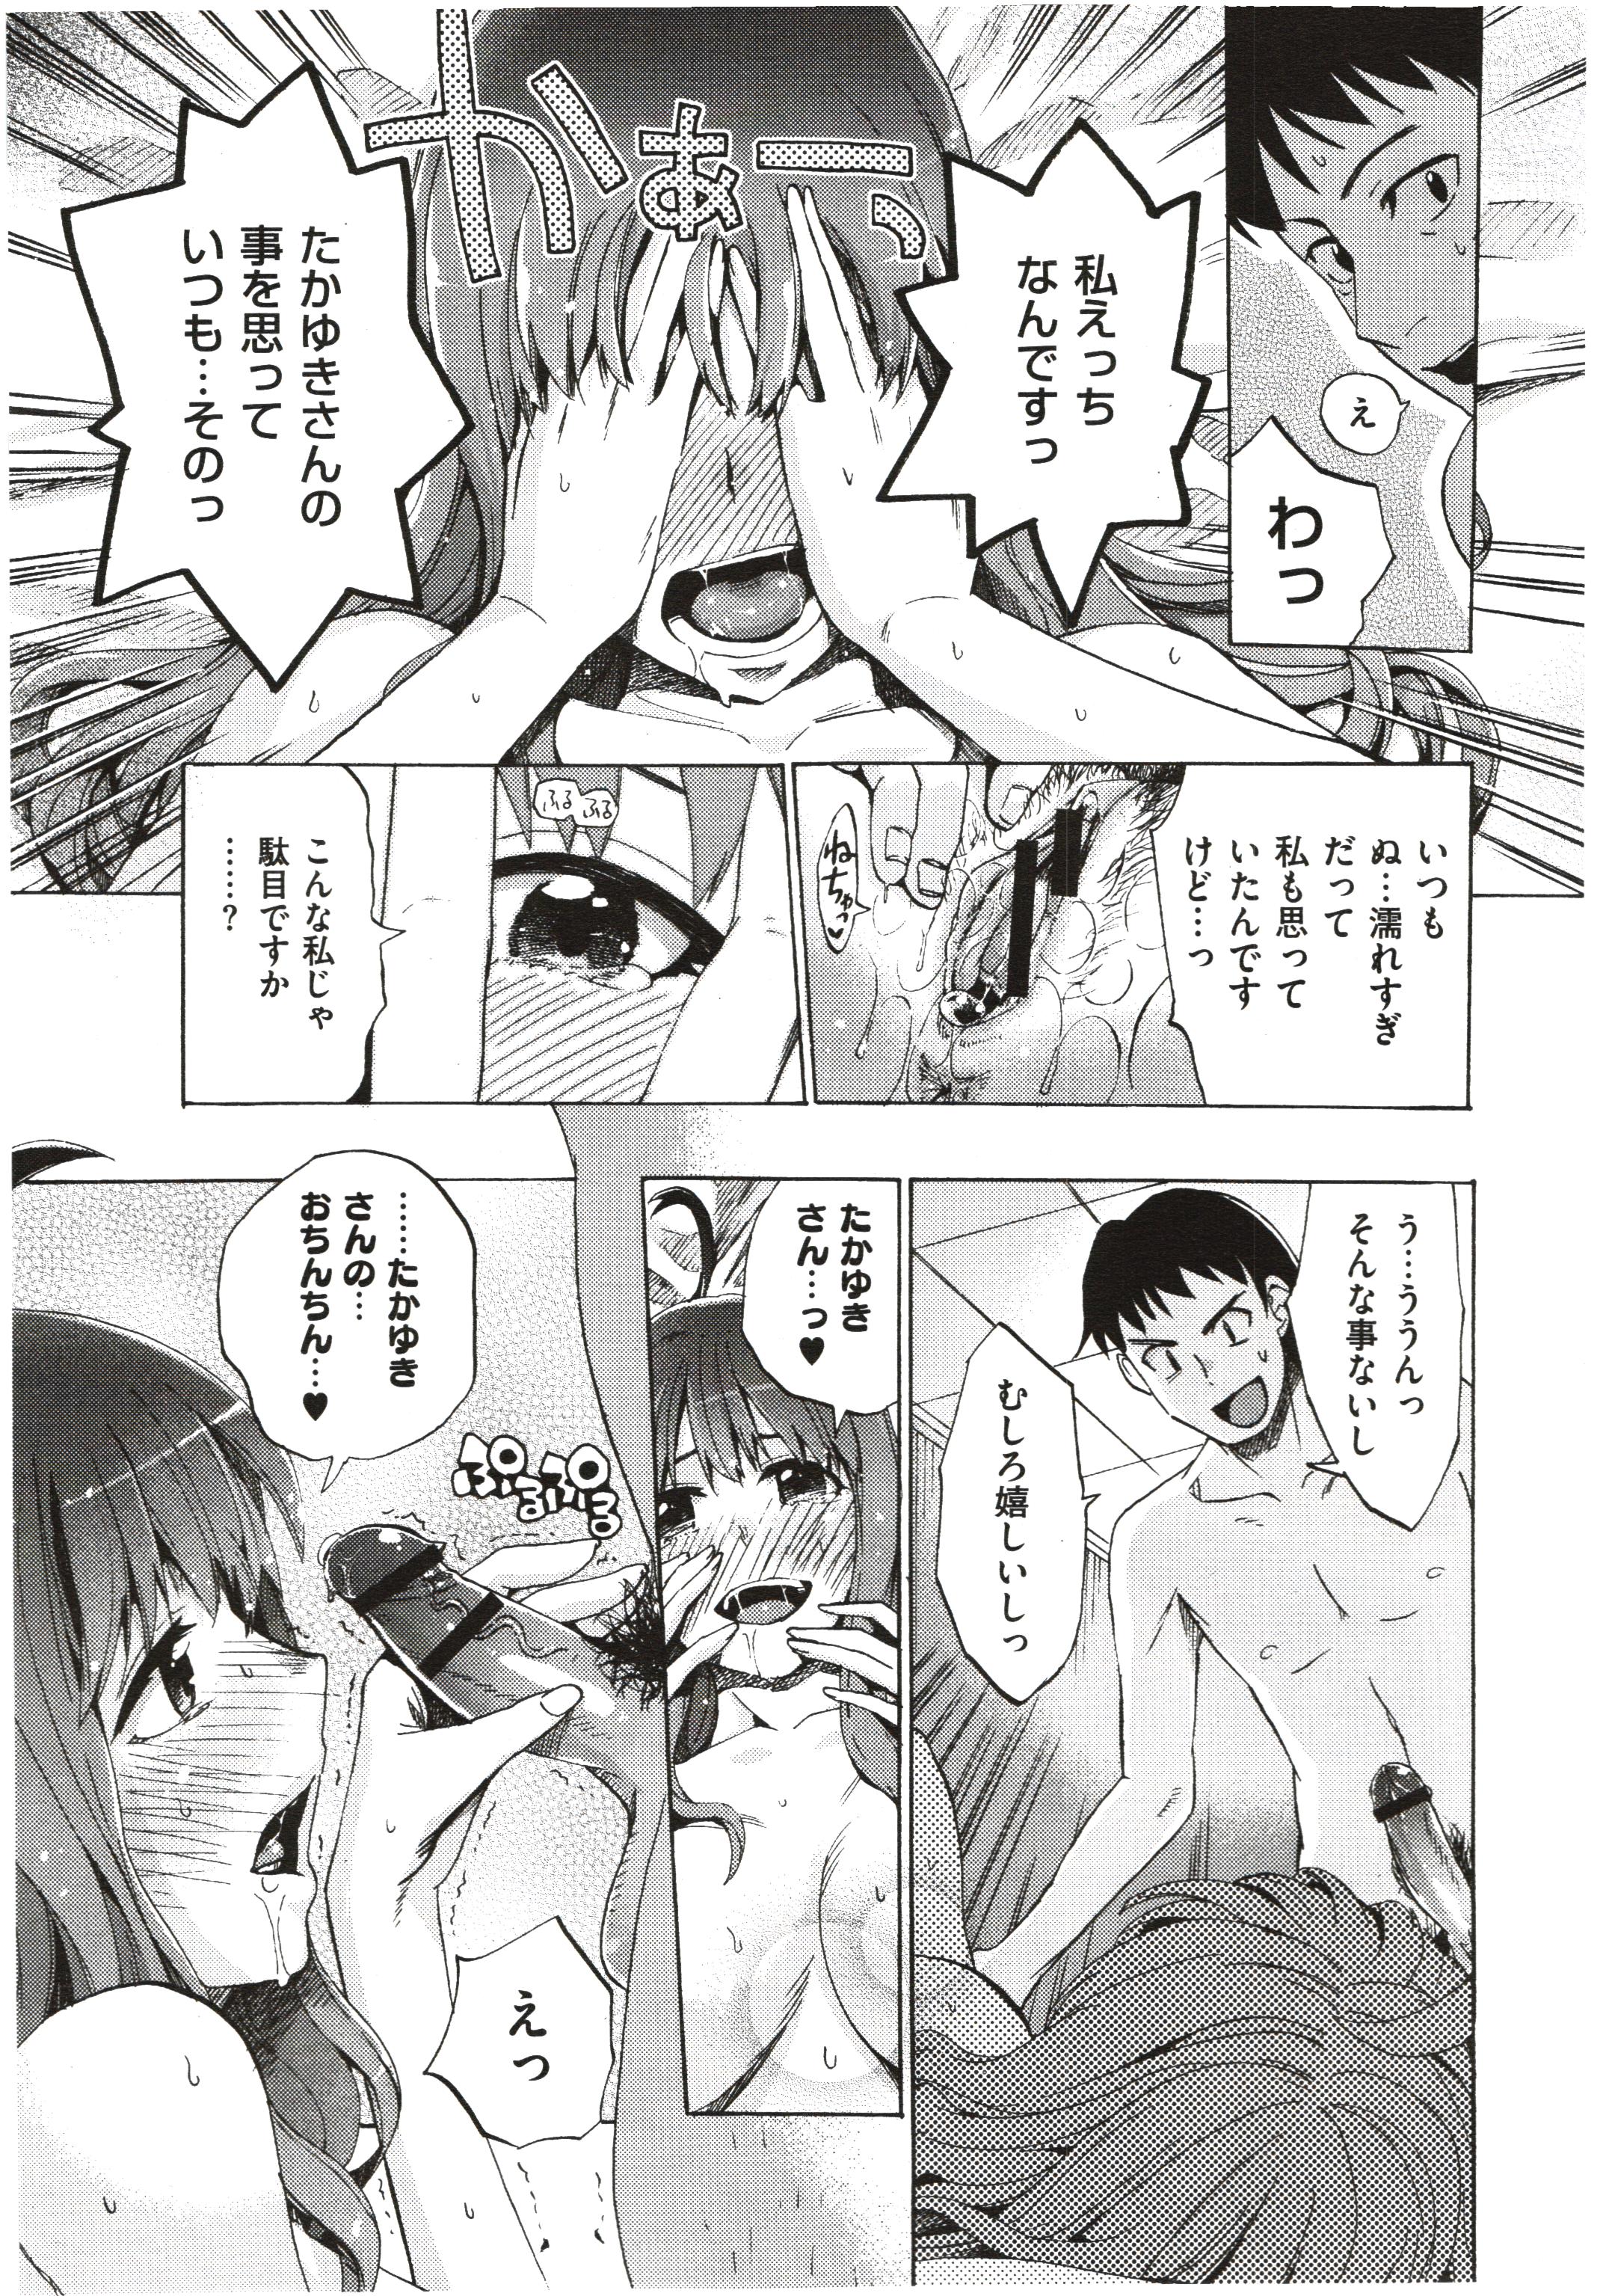 え
わっ
私えっち
なんですっ
かぁーっ
たかゆきさんの
事を思って
いつも…そのっ
いつも
ぬ…濡れすぎ
だって
私も思って
いたんです
けど…っ
ねちゃっ♥
ふるふる
こんな私じゃ
駄目ですか
……？
う…ううんっ
そんな事ないし
むしろ嬉しいしっ
たかゆき
さん…っ♥
……たかゆき
さんの…
おちんちん…♥
ぷるぷる
えっ